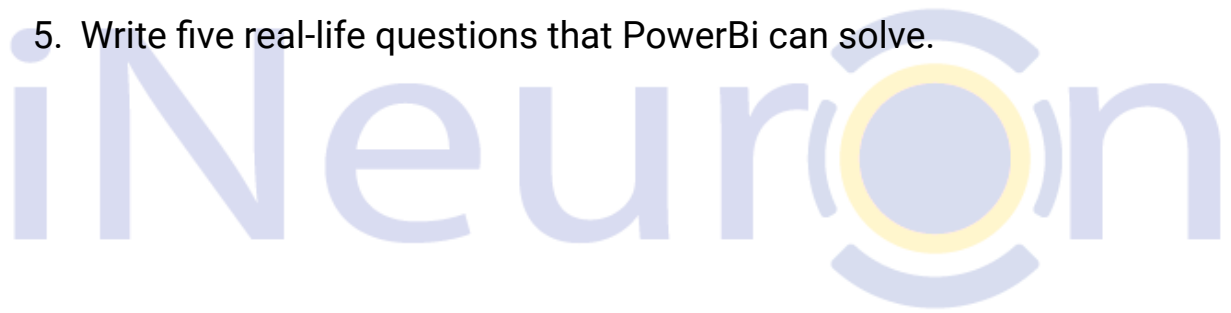 5. Write five real-life questions that PowerBi can solve.
iNeuron